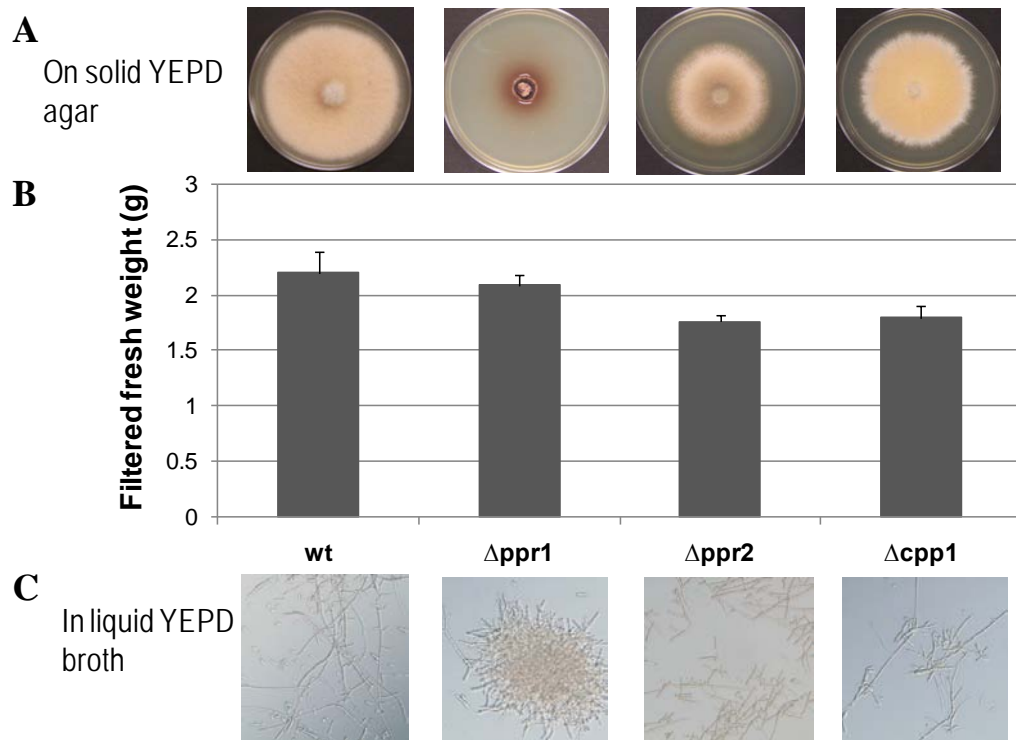 A
On solid YEPD
agar
B
Filtered fresh weight (g)
3
2.5
2
1.5
1
0.5
0
wt
Δppr1
Δppr2
Δcpp1
C
In liquid YEPD
broth